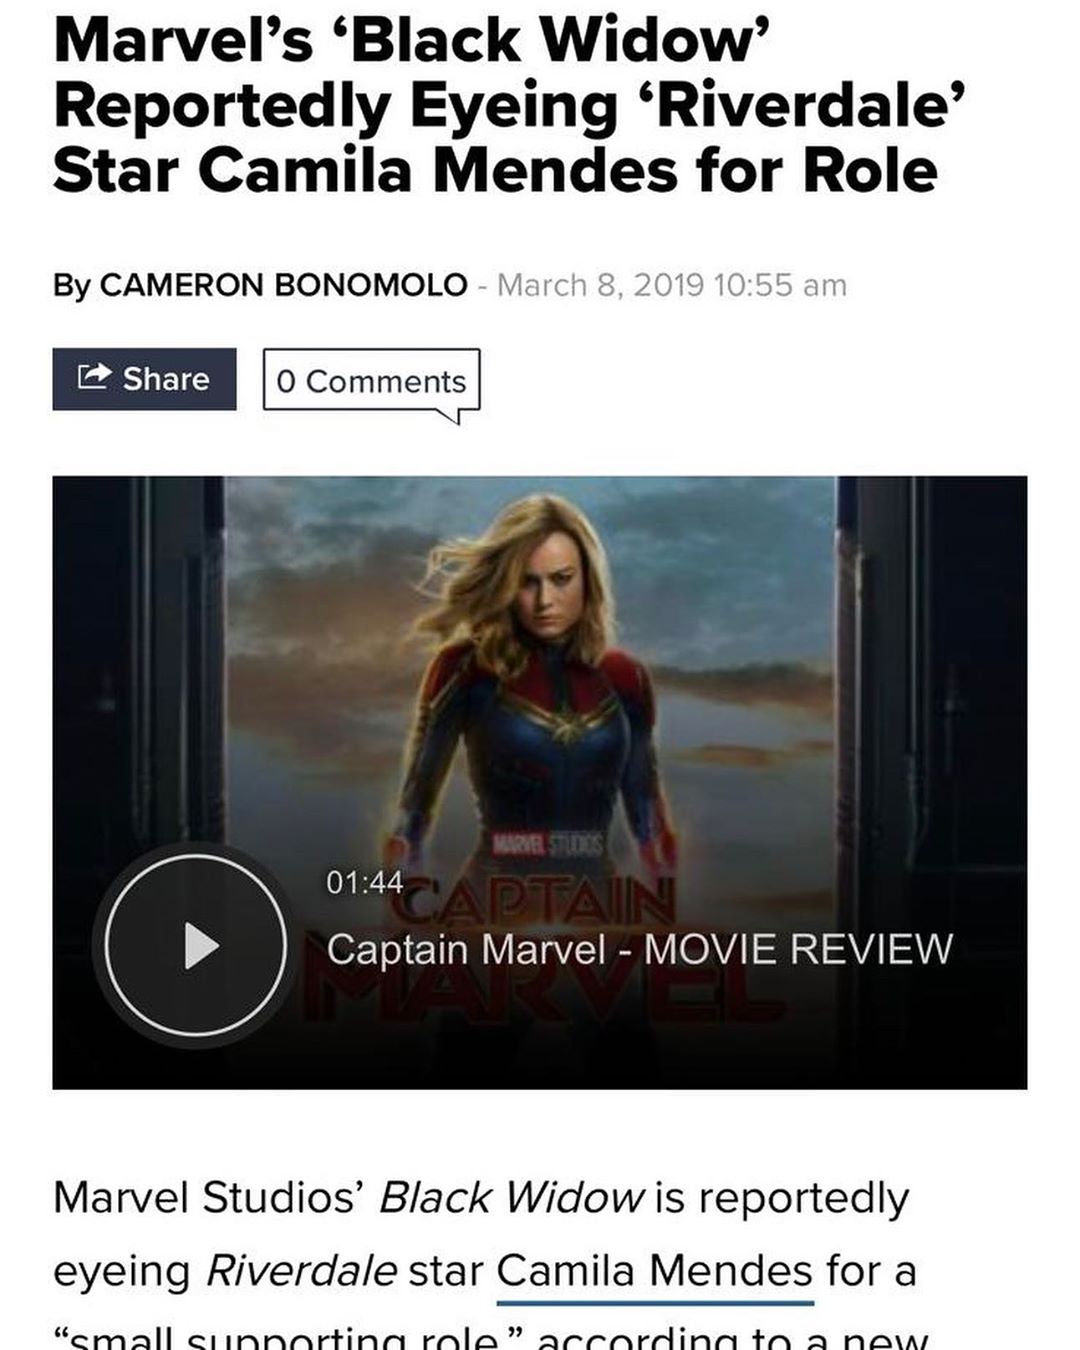 Marvel’s ‘Black Widow’
Reportedly Eyeing ‘Riverdale’
Star Camila Mendes for Role
By CAMERON BONOMOLO - March 8, 2019 10:55 am
Share
0 Comments
MARVEL STUDIOS
01:44
CAPTAIN
Captain Marvel - MOVIE REVIEW
MARVEL
Marvel Studios’ Black Widow is reportedly
eyeing Riverdale star Camila Mendes for a
“small supporting role,” according to a new